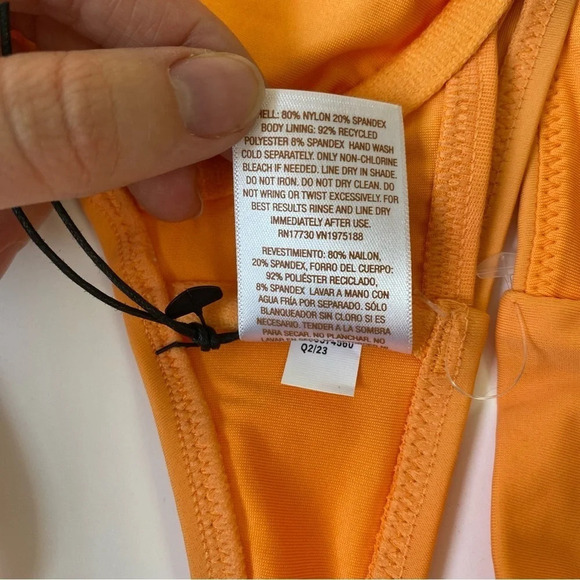 HELL: 80% NYLON 20% SPANDEX
BODY LINING: 92% RECYCLED
POLYESTER 8% SPANDEX HAND WASH
COLD SEPARATELY. ONLY NON-CHLORINE
BLEACH IF NEEDED. LINE DRY IN SHADE.
DO NOT IRON. DO NOT DRY CLEAN. DO
NOT WRING OR TWIST EXCESSIVELY. FOR
BEST RESULTS RINSE AND LINE DRY
IMMEDIATELY AFTER USE.
RN17730 VN1975188
REVESTIMIENTO: 80% NAILON,
20% SPANDEX, FORRO DEL CUERPO:
92% POLIÉSTER RECICLADO,
8% SPANDEX LAVAR A MANO CON
AGUA FRÍA POR SEPARADO. SÓLO
BLANQUEADOR SIN CLORO SI ES
NECESARIO. TENDER A LA SOMBRA
PARA SECAR. NO PLANCHAR. NO
LAVAR EN
Q2/23